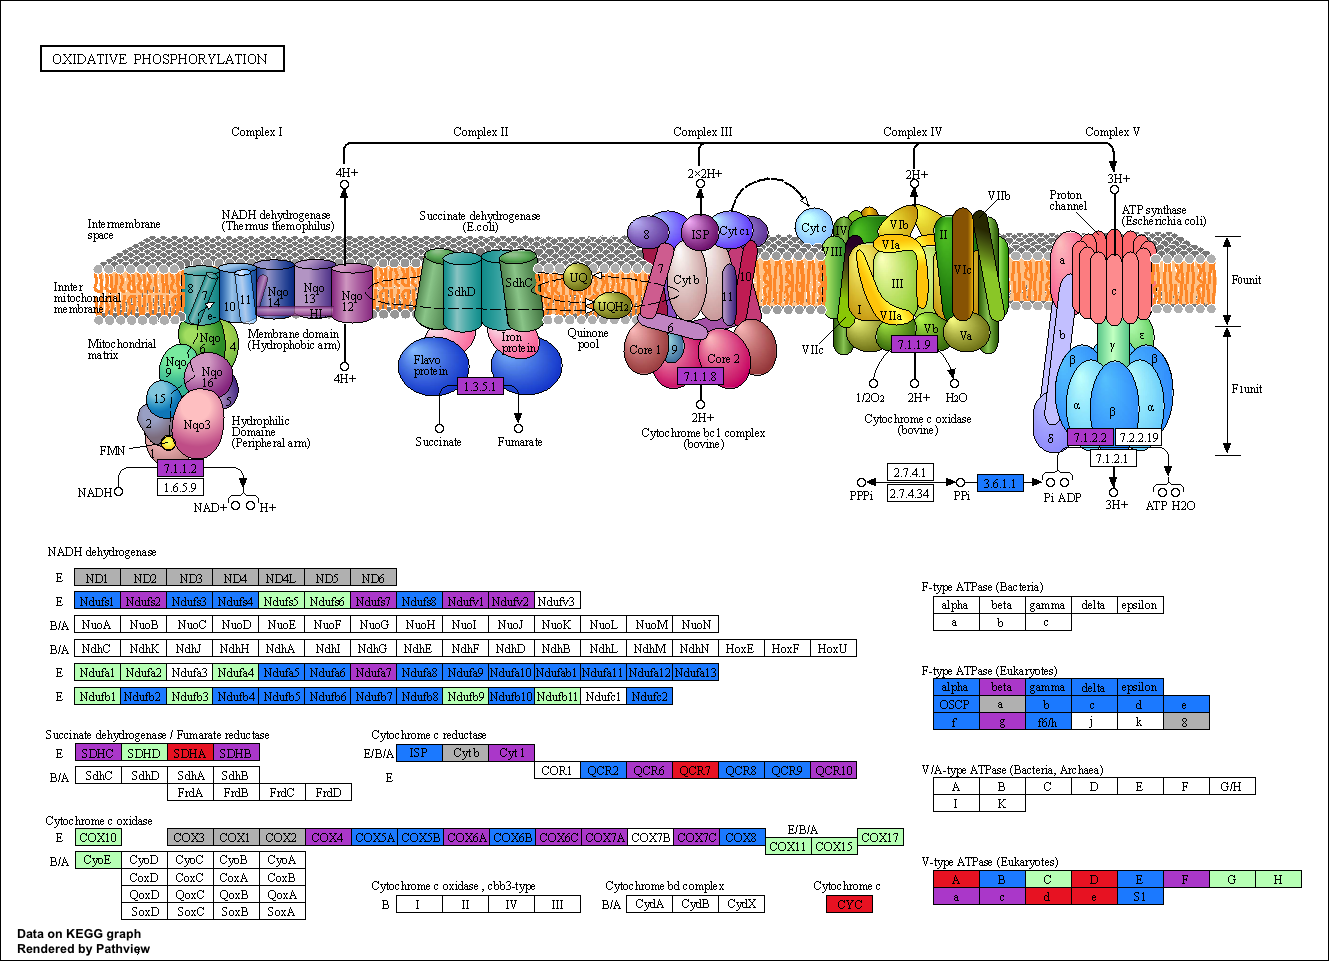 OXIDATIVE PHOSPHORYLATION
Complex I
Complex II
Complex III
Complex IV
Complex V
4H+
2×2H+
2H+
3H+
Intermembrane
space
NADH dehydrogenase
(Thermus themophilus)
Succinate dehydrogenase
(E.coli)
Proton
channel
ATP synthase
(Escherichia coli)
Innter
mitochondrial
membrane
Mitochondrial
matrix
Membrane domain
(Hydrophobic arm)
8
7
e-
10
11
Nqo
14
Nqo
13
Nqo
12
Nqo
6
4
Nqo
9
Nqo
16
5
15
2
Nqo3
1
FMN
Hydrophilic
Domaine
(Peripheral arm)
4H+
7.1.1.2
1.6.5.9
NADH
NAD+
H+
SdhD
SdhC
Flavo
protein
Iron
protein
1.3.5.1
Succinate
Fumarate
UQ
UQH2
Quinone
pool
8
ISP
Cytc1
7
Cytb
10
11
6
9
Core 1
Core 2
7.1.1.8
2H+
Cytochrome bc1 complex
(bovine)
Cytc
IV
VIb
II
VIIb
VIII
VIa
VIc
III
I
VIIa
Vb
Va
VIIc
7.1.1.9
1/2O2
2H+
H2O
Cytochrome c oxidase
(bovine)
a
c
b
γ
ε
β
β
α
β
α
δ
F0unit
F1unit
7.1.2.2
7.2.2.19
7.1.2.1
2.7.4.1
2.7.4.34
PPPi
PPi
3.6.1.1
Pi ADP
3H+
ATP H2O
NADH dehydrogenase
E ND1 ND2 ND3 ND4 ND4L ND5 ND6
E Ndufs1 Ndufs2 Ndufs3 Ndufs4 Ndufs5 Ndufs6 Ndufs7 Ndufs8 Ndufv1 Ndufv2 Ndufv3
B/A NuoA NuoB NuoC NuoD NuoE NuoF NuoG NuoH NuoI NuoJ NuoK NuoL NuoM NuoN
B/A NdhC NdhK NdhJ NdhH NdhA NdhI NdhG NdhE NdhF NdhD NdhB NdhL NdhM NdhN HoxE HoxF HoxU
E Ndufa1 Ndufa2 Ndufa3 Ndufa4 Ndufa5 Ndufa6 Ndufa7 Ndufa8 Ndufa9 Ndufa10 Ndufab1 Ndufa11 Ndufa12 Ndufa13
E Ndufb1 Ndufb2 Ndufb3 Ndufb4 Ndufb5 Ndufb6 Ndufb7 Ndufb8 Ndufb9 Ndufb10 Ndufb11 Ndufc1 Ndufc2
Succinate dehydrogenase / Fumarate reductase
E SDHC SDHD SDHA SDHB
B/A SdhC SdhD SdhA SdhB
FrdA FrdB FrdC FrdD
Cytochrome c reductase
E/B/A ISP Cytb Cyt1
E COR1 QCR2 QCR6 QCR7 QCR8 QCR9 QCR10
Cytochrome c oxidase
E COX10 COX3 COX1 COX2 COX4 COX5A COX5B COX6A COX6B COX6C COX7A COX7B COX7C COX8
E/B/A
COX11 COX15
COX17
B/A CyoE CyoD CyoC CyoB CyoA
CoxD CoxC CoxA CoxB
QoxD QoxC QoxB QoxA
SoxD SoxC SoxB SoxA
Cytochrome c oxidase, cbb3-type
B I II IV III
Cytochrome bd complex
B/A CydA CydB CydX
Cytochrome c
CYC
F-type ATPase (Bacteria)
alpha beta gamma delta epsilon
a b c
F-type ATPase (Eukaryotes)
alpha beta gamma delta epsilon
OSCP a b c d e
f g f6/h j k 8
V/A-type ATPase (Bacteria, Archaea)
A B C D E F G/H
I K
V-type ATPase (Eukaryotes)
A B C D E F G H
a c d e S1
Data on KEGG graph
Rendered by Pathview